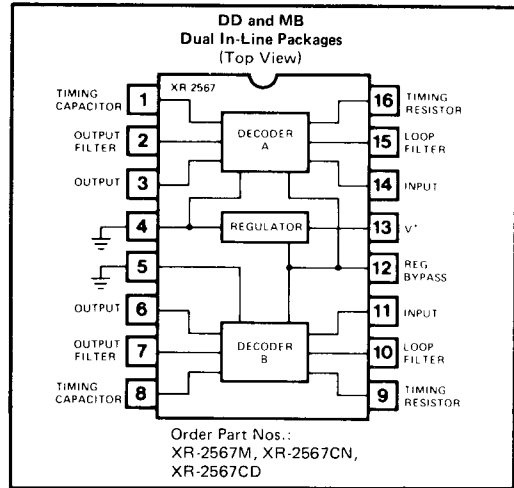 DD and MB
Dual In-Line Packages
(Top View)
XR 2567
TIMING
CAPACITOR
1
16
TIMING
RESISTOR
DECODER
A
OUTPUT
FILTER
2
15
LOOP
FILTER
OUTPUT
3
14
INPUT
4
REGULATOR
13
V+
5
12
REG
BYPASS
OUTPUT
6
11
INPUT
OUTPUT
FILTER
7
DECODER
B
10
LOOP
FILTER
TIMING
CAPACITOR
8
9
TIMING
RESISTOR
Order Part Nos.:
XR-2567M, XR-2567CN,
XR-2567CD